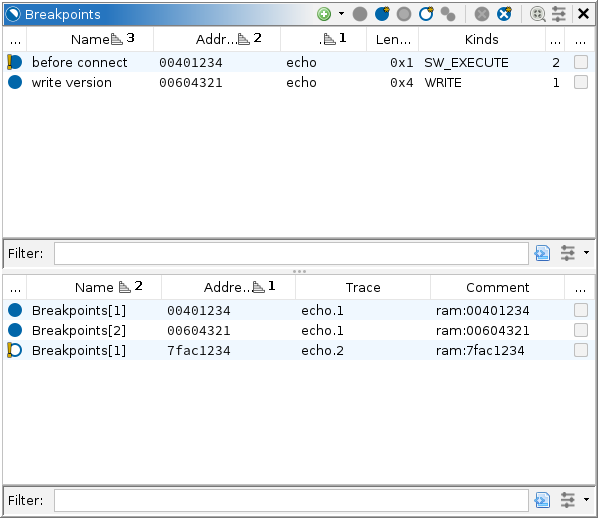 Breakpoints
... Name 3 Addr... 2 .. 1 Len... Kinds ... ...
before connect 00401234 echo 0x1 SW_EXECUTE 2
write version 00604321 echo 0x4 WRITE 1
Filter:
... Name 2 Addre... 1 Trace Comment ...
Breakpoints[1] 00401234 echo.1 ram:00401234
Breakpoints[2] 00604321 echo.1 ram:00604321
Breakpoints[1] 7fac1234 echo.2 ram:7fac1234
Filter: